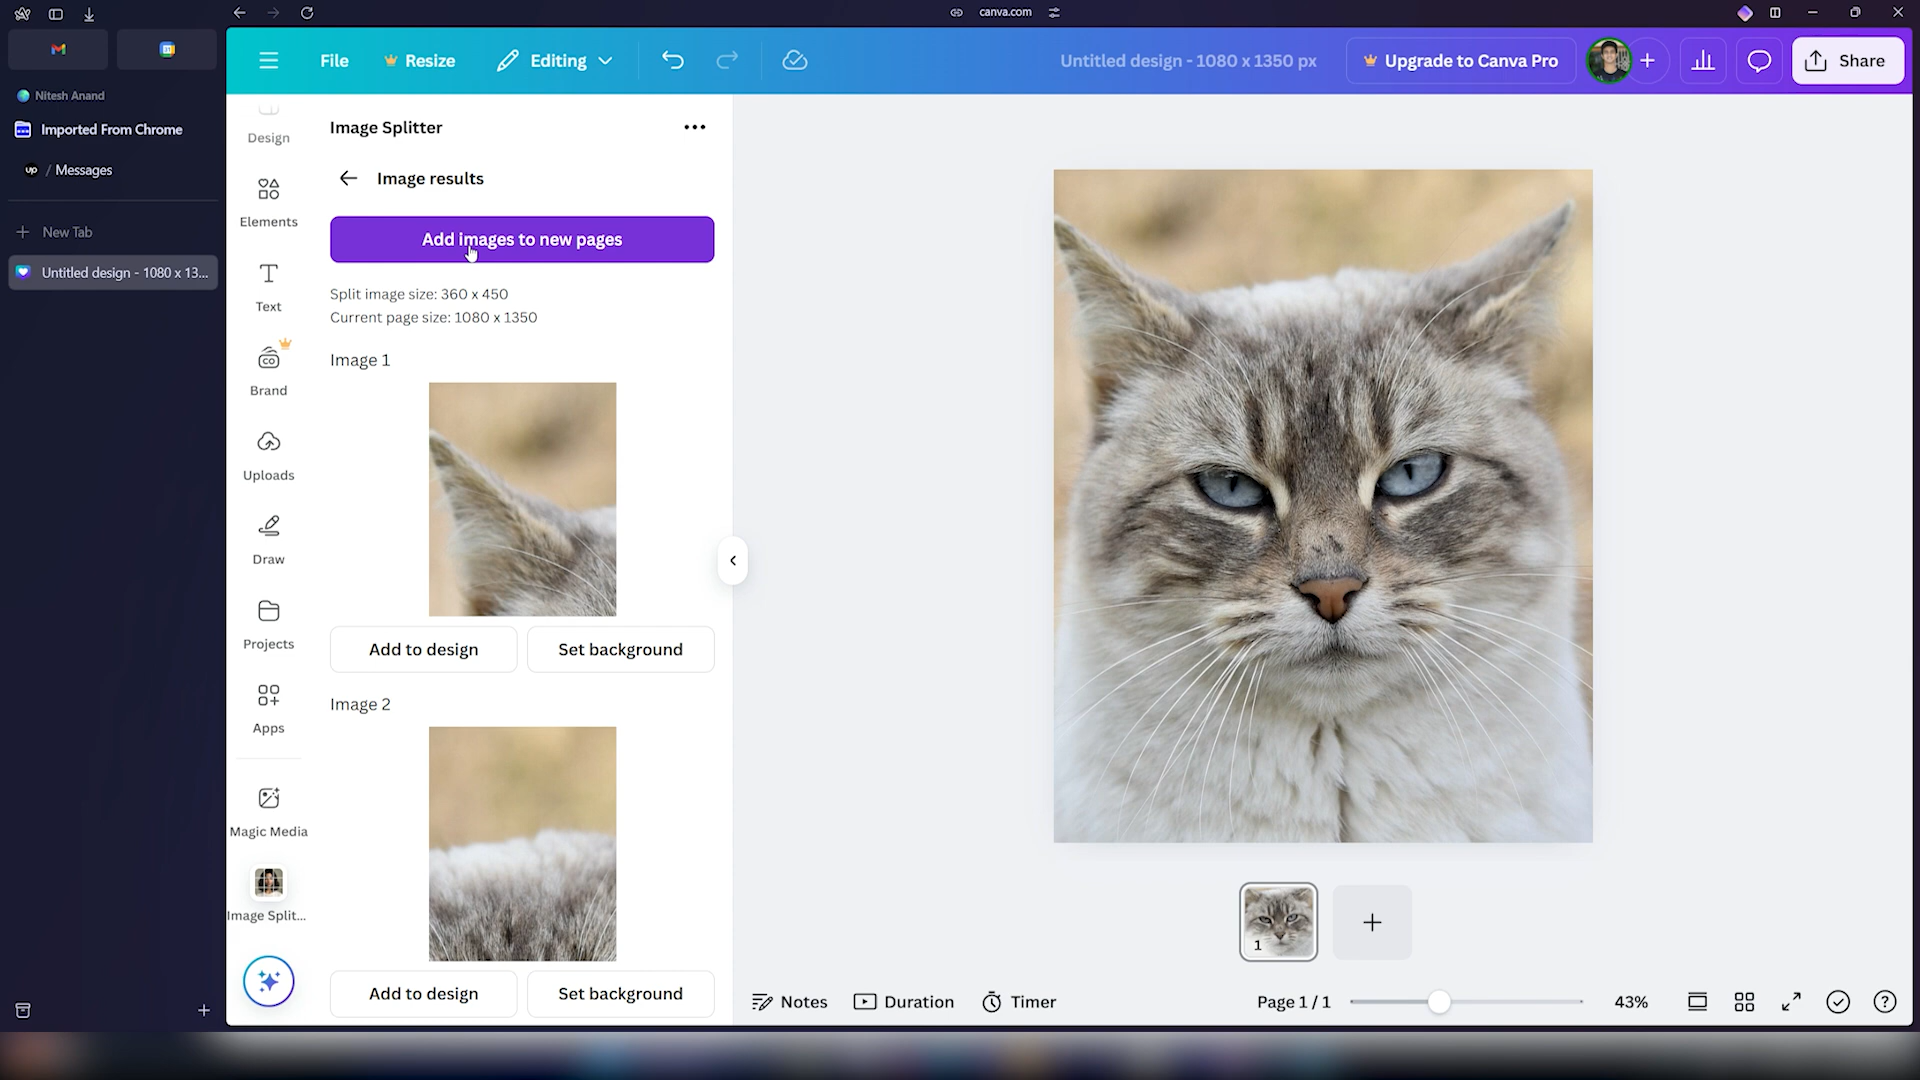 canva.com
Nitesh Anand
Imported From Chrome
up / Messages
New Tab
Untitled design - 1080 x 13...
File
Resize
Editing
Untitled design - 1080 x 1350 px
Upgrade to Canva Pro
Share
Design
Elements
Text
CO
Brand
Uploads
Draw
Projects
Apps
Magic Media
Image Split...
Image Splitter
Image results
Add images to new pages
Split image size: 360 x 450
Current page size: 1080 x 1350
Image 1
Add to design
Set background
Image 2
Add to design
Set background
1
Notes
Duration
Timer
Page 1 / 1
43%